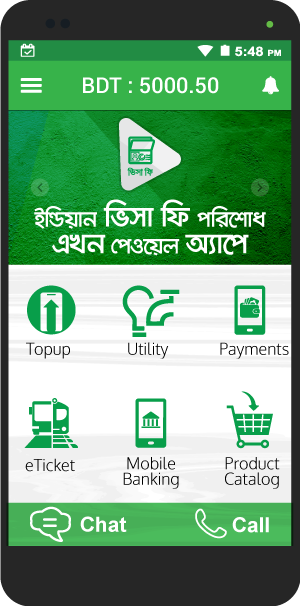 5:48 PM
BDT : 5000.50
ভিসা ফি
ইন্ডিয়ান ভিসা ফি পরিশোধ
এখন পেওয়েল অ্যাপে
Topup Utility Payments
eTicket Mobile Banking Product Catalog
Chat Call